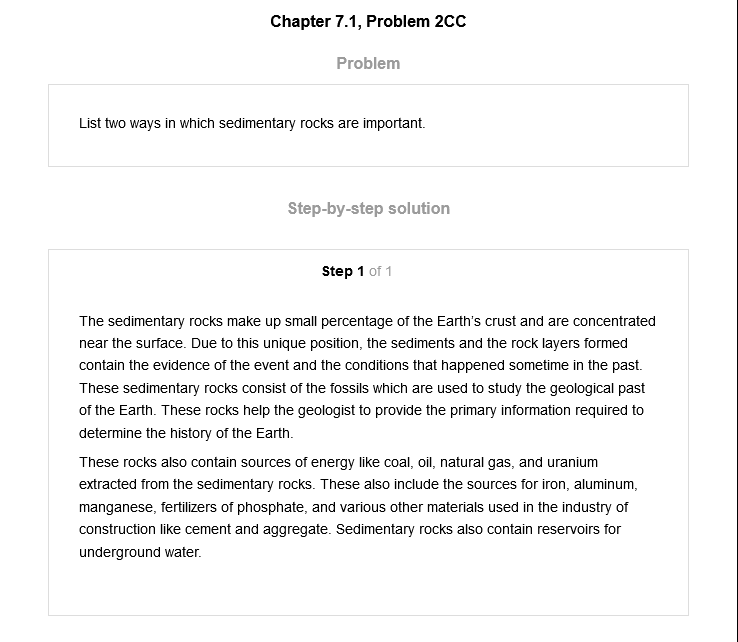 Chapter 7.1, Problem 2CC
Problem
List two ways in which sedimentary rocks are important.
Step-by-step solution
Step 1 of 1
The sedimentary rocks make up small percentage of the Earth's crust and are concentrated
near the surface. Due to this unique position, the sediments and the rock layers formed
contain the evidence of the event and the conditions that happened sometime in the past.
These sedimentary rocks consist of the fossils which are used to study the geological past
of the Earth. These rocks help the geologist to provide the primary information required to
determine the history of the Earth.
These rocks also contain sources of energy like coal, oil, natural gas, and uranium
extracted from the sedimentary rocks. These also include the sources for iron, aluminum,
manganese, fertilizers of phosphate, and various other materials used in the industry of
construction like cement and aggregate. Sedimentary rocks also contain reservoirs for
underground water.